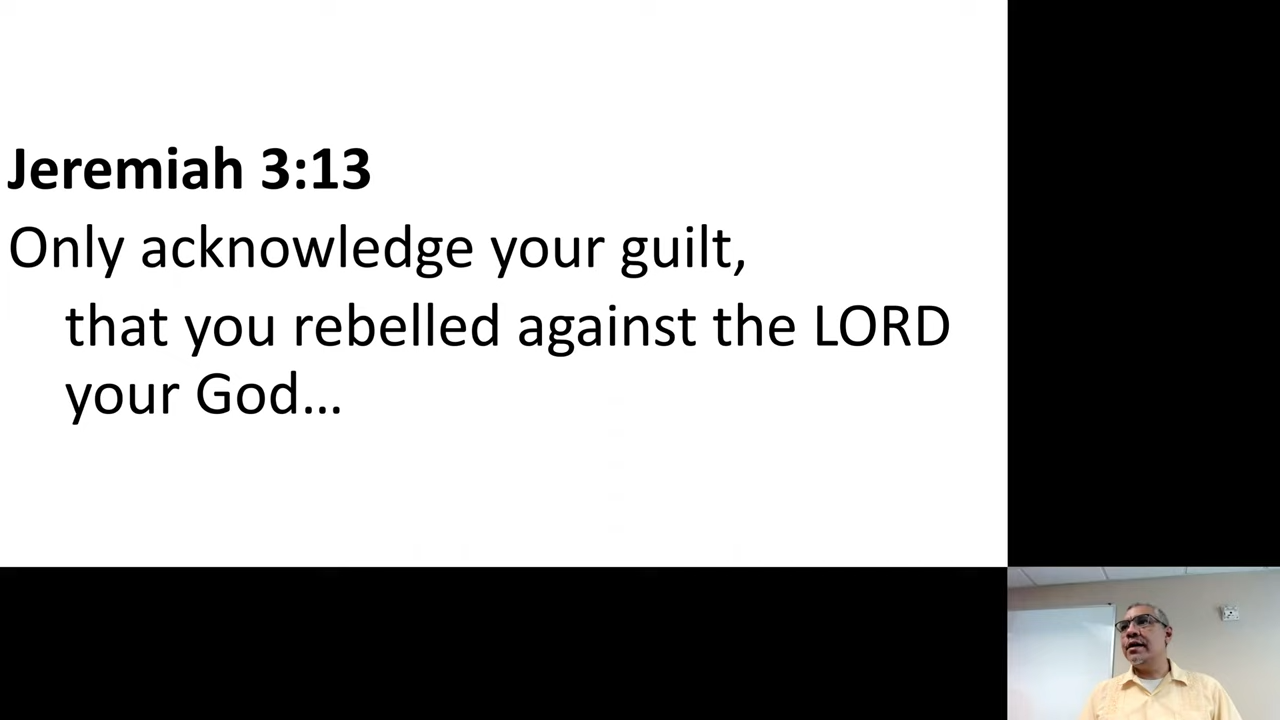 Jeremiah 3:13
Only acknowledge your guilt,
that you rebelled against the LORD
your God...